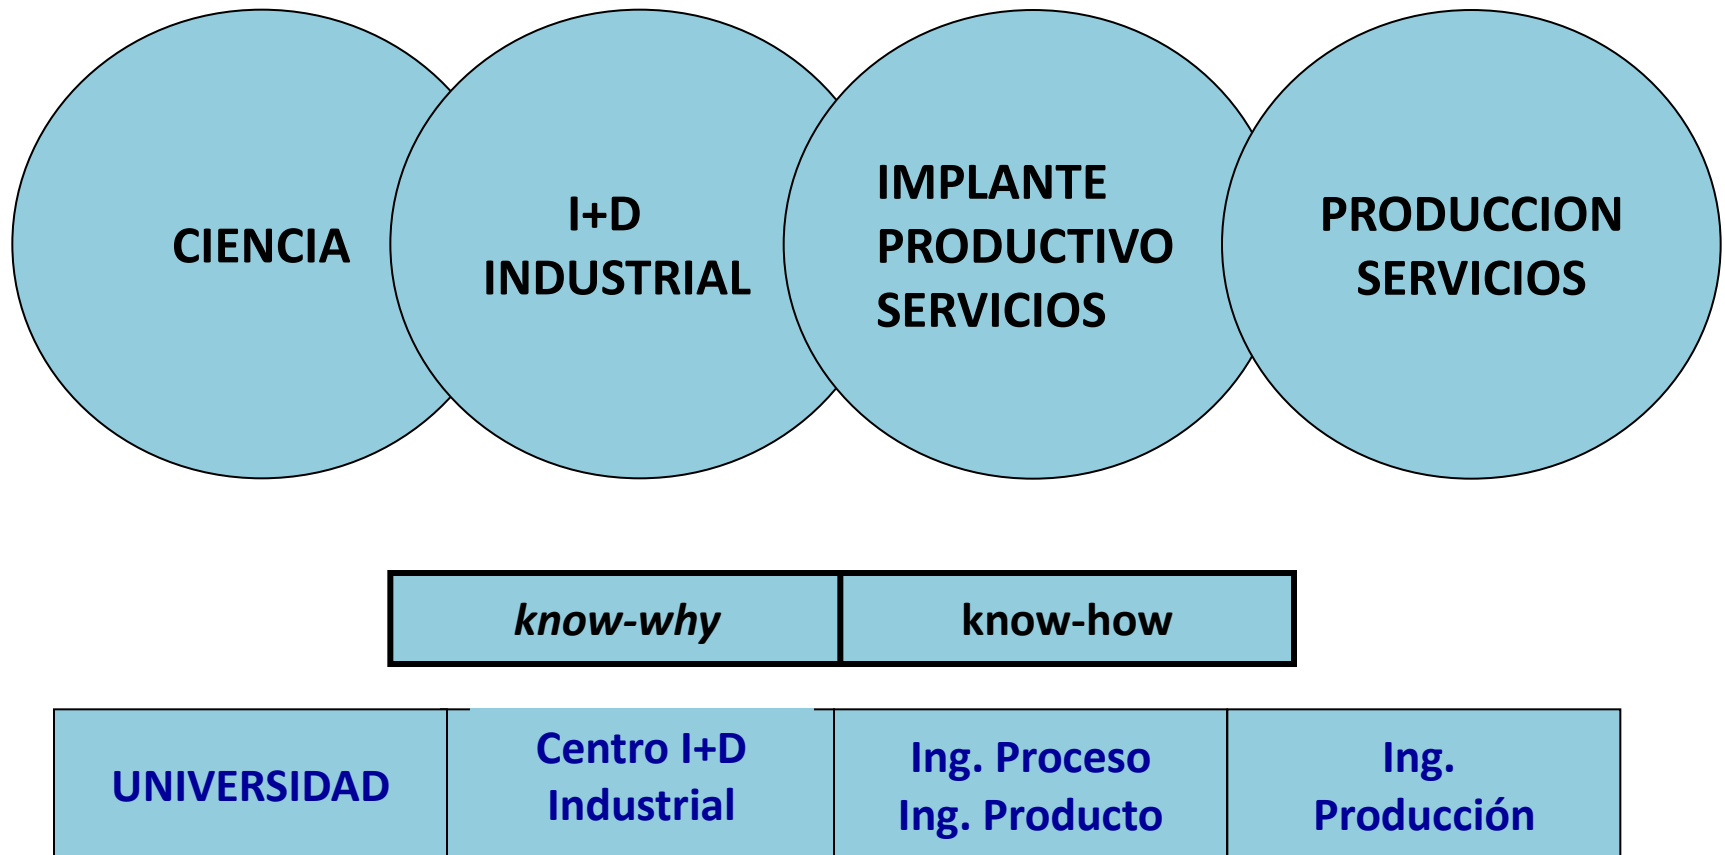 CIENCIA
I+D
INDUSTRIAL
IMPLANTE
PRODUCTIVO
SERVICIOS
PRODUCCION
SERVICIOS
know-why
know-how
UNIVERSIDAD
Centro I+D
Industrial
Ing. Proceso
Ing. Producto
Ing.
Producción